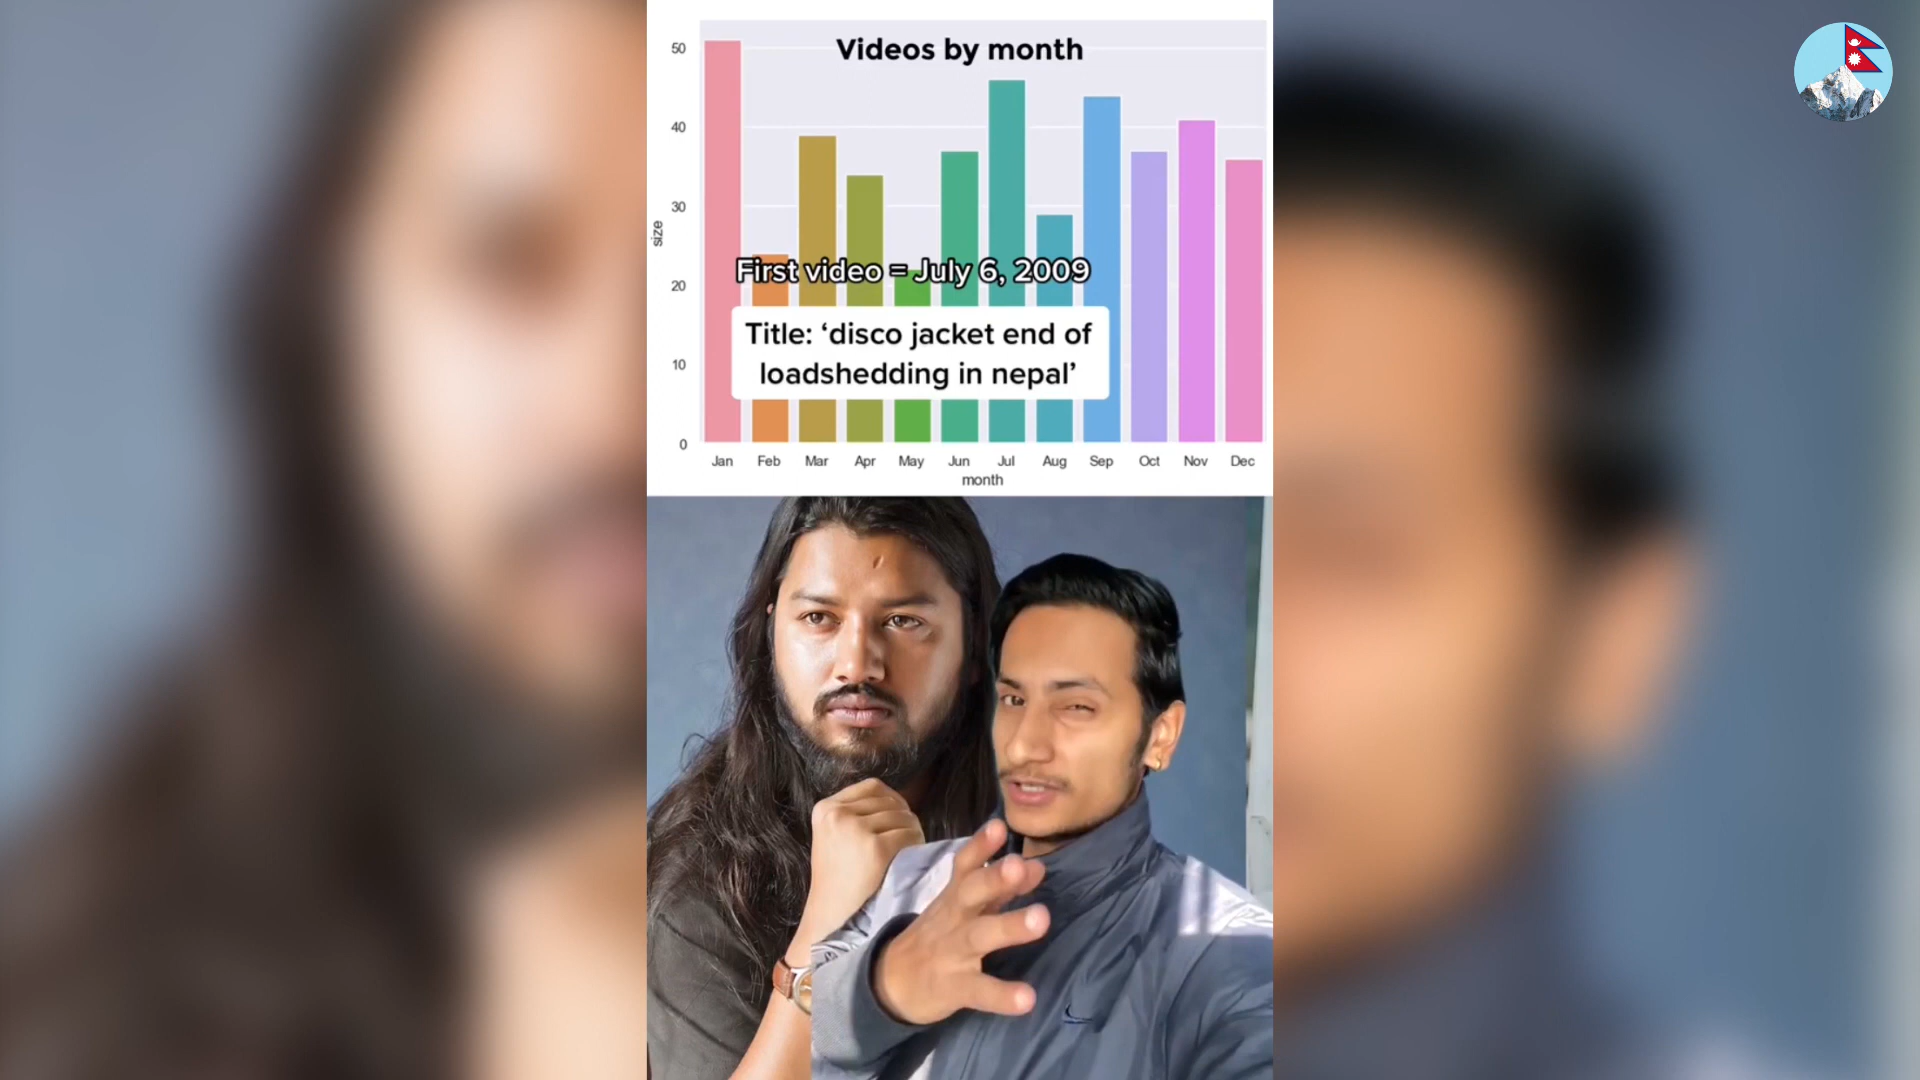 Videos by month
50
40
30
20
10
0
size
First video = July 6, 2009
Title: ‘disco jacket end of
loadshedding in nepal’
Jan Feb Mar Apr May Jun Jul Aug Sep Oct Nov Dec
month